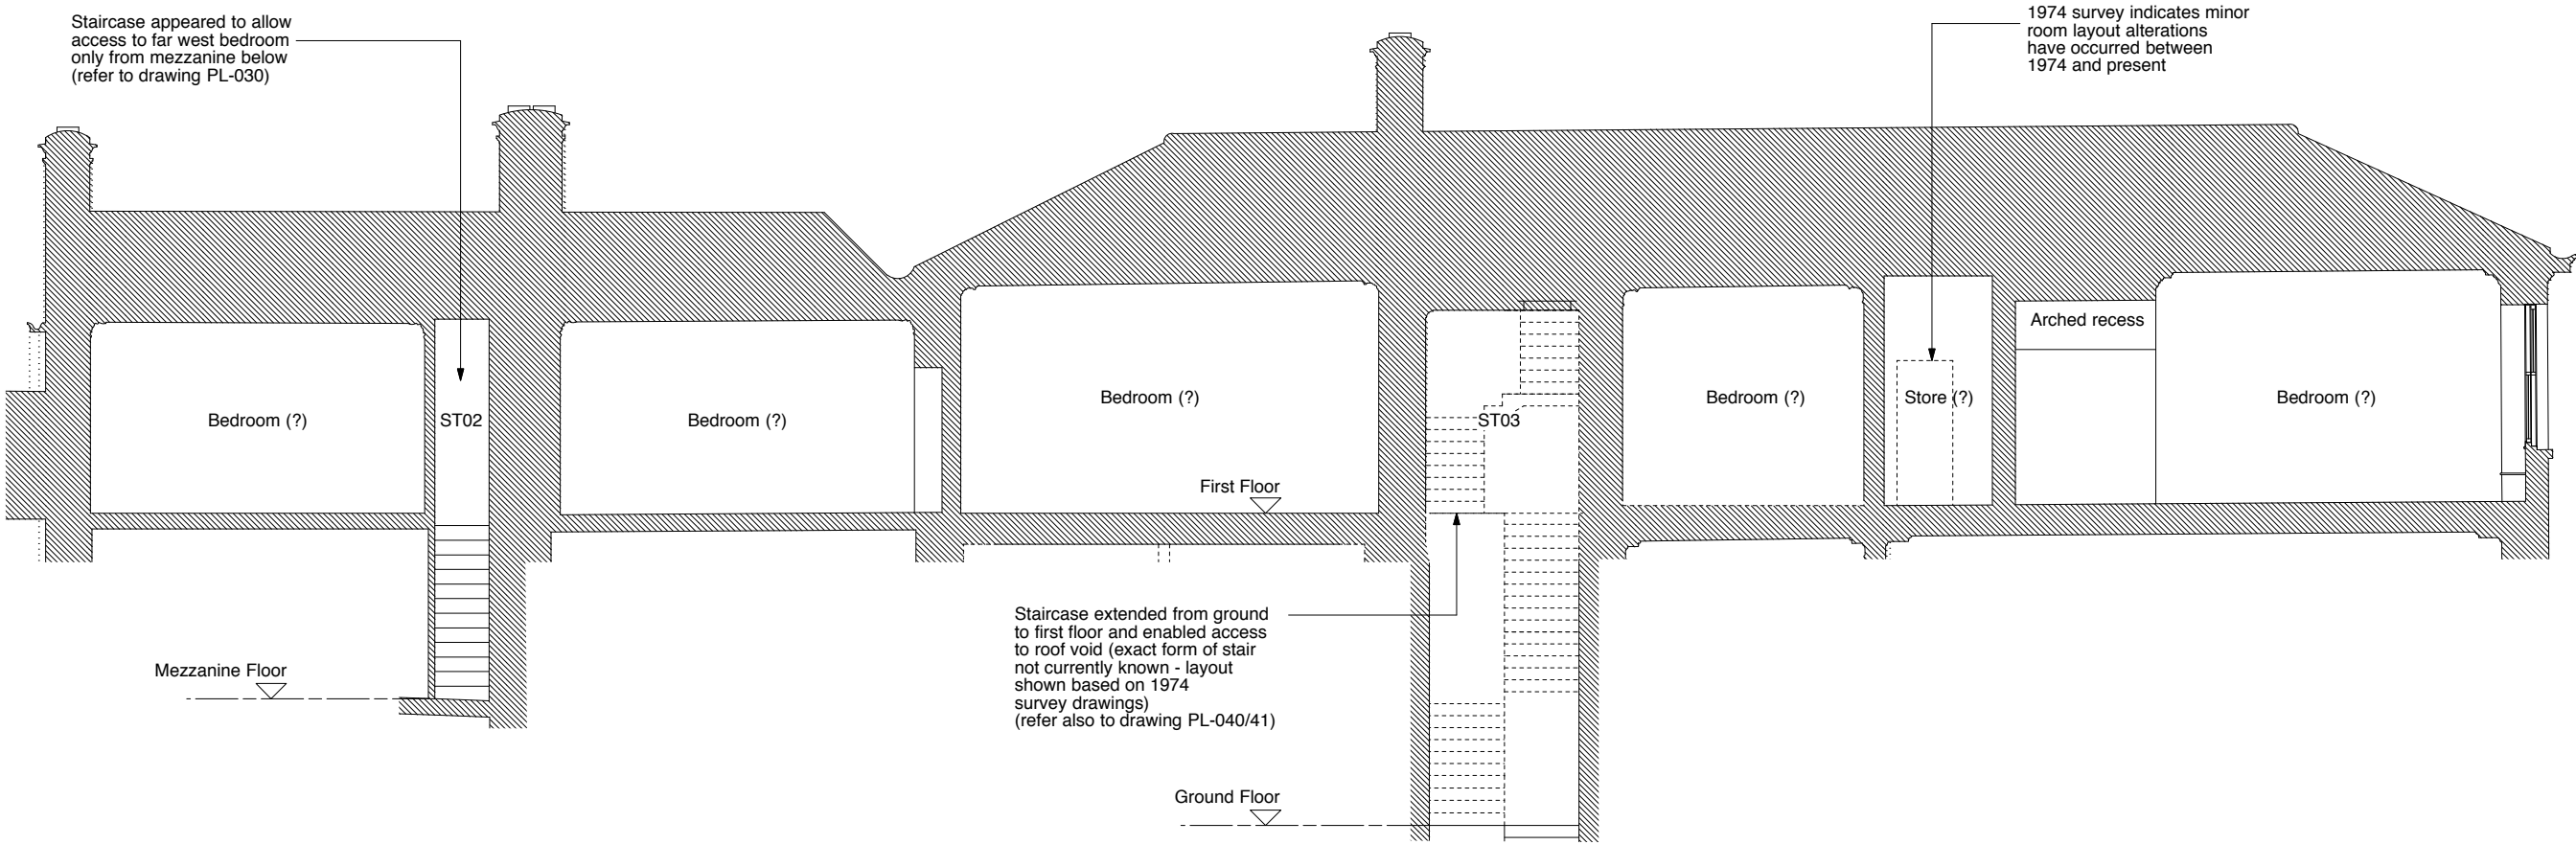 Staircase appeared to allow
access to far west bedroom
only from mezzanine below
(refer to drawing PL-030)
1974 survey indicates minor
room layout alterations
have occurred between
1974 and present
Arched recess
Bedroom (?)
ST02
Bedroom (?)
Bedroom (?)
ST03
Bedroom (?)
Store (?)
Bedroom (?)
First Floor
Staircase extended from ground
to first floor and enabled access
to roof void (exact form of stair
not currently known - layout
shown based on 1974
survey drawings)
(refer also to drawing PL-040/41)
Mezzanine Floor
Ground Floor